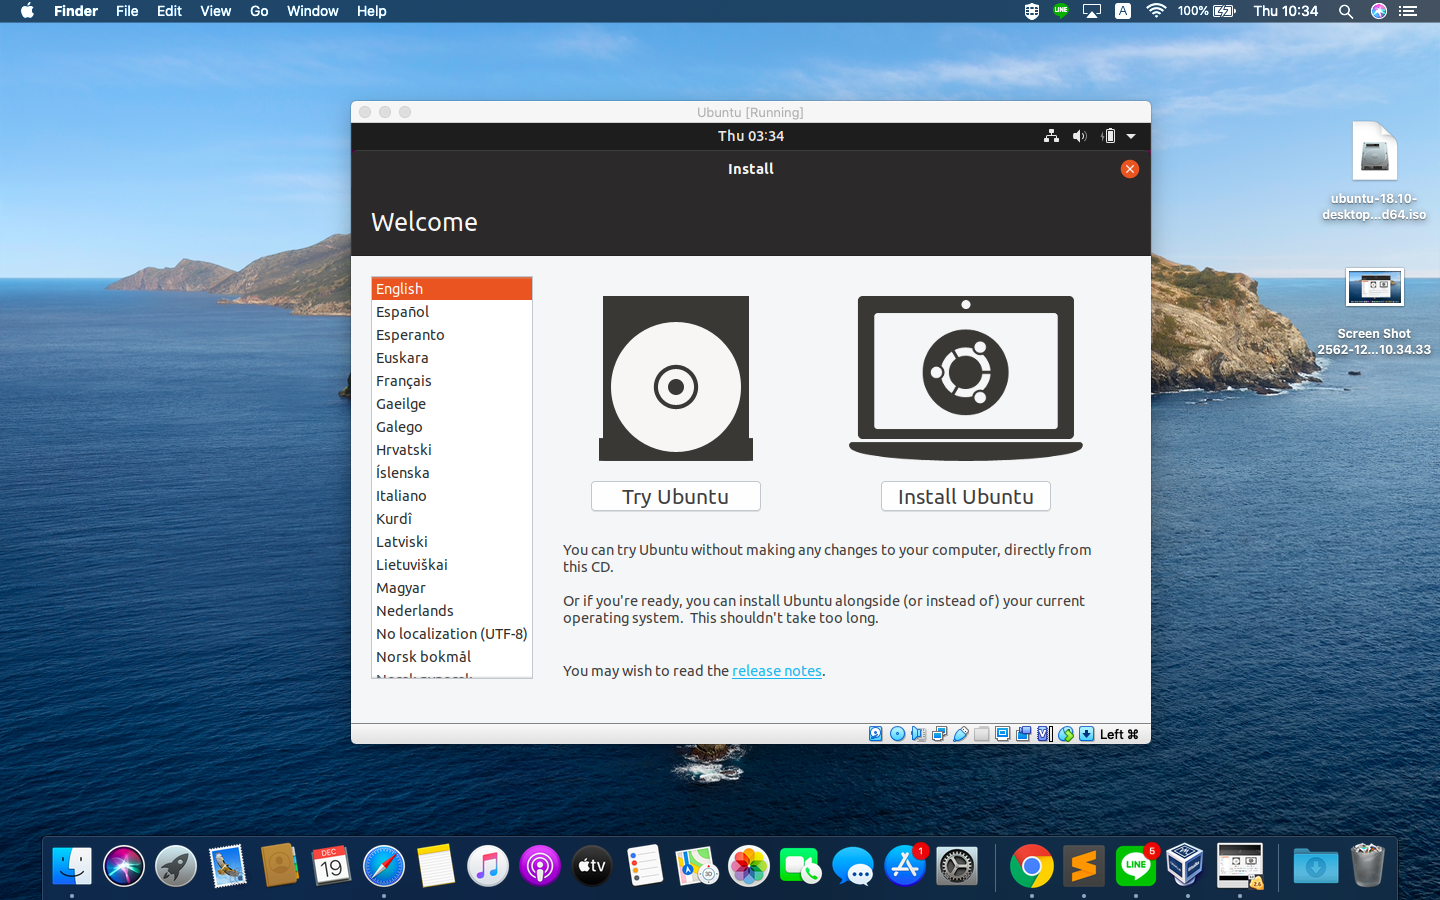 Finder File Edit View Go Window Help
LINE A 100% Thu 10:34
Ubuntu [Running]
Thu 03:34
Install
Welcome
English
Español
Esperanto
Euskara
Français
Gaeilge
Galego
Hrvatski
Íslenska
Italiano
Kurdî
Latviski
Lietuviškai
Magyar
Nederlands
No localization (UTF-8)
Norsk bokmål
Try Ubuntu
Install Ubuntu
You can try Ubuntu without making any changes to your computer, directly from
this CD.
Or if you're ready, you can install Ubuntu alongside (or instead of) your current
operating system. This shouldn't take too long.
You may wish to read the release notes.
Left ⌘
ubuntu-18.10-
desktop...d64.iso
Screen Shot
2562-12...10.34.33
DEC
19
tv
1
LINE
5